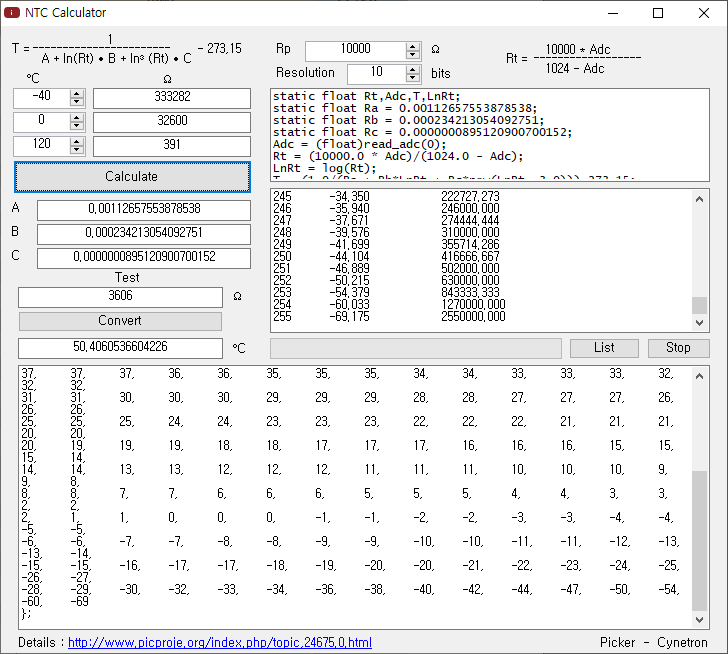 NTC Calculator
T = 1 / A + ln(Rt) • B + ln³ (Rt) • C - 273,15
Rp 10000 Ω
Resolution 10 bits
Rt = 10000 * Adc / 1024 - Adc
℃ Ω
-40 333282
0 32600
120 391
Calculate
A 0,00112657553878538
B 0,000234213054092751
C 0,0000000895120900700152
Test
3606 Ω
Convert
50,4060536604226 ℃
static float Rt,Adc,T,LnRt;
static float Ra = 0.00112657553878538;
static float Rb = 0.000234213054092751;
static float Rc = 0.0000000895120900700152;
Adc = (float)read_adc(0);
Rt = (10000.0 * Adc)/(1024.0 - Adc);
LnRt = log(Rt);
245 -34,350 222727,273
246 -35,940 246000,000
247 -37,671 274444,444
248 -39,576 310000,000
249 -41,699 355714,286
250 -44,104 416666,667
251 -46,889 502000,000
252 -50,215 630000,000
253 -54,379 843333,333
254 -60,033 1270000,000
255 -69,175 2550000,000
List Stop
37, 37, 37, 36, 36, 35, 35, 35, 34, 34, 33, 33, 33, 32,
32, 32,
31, 31, 30, 30, 30, 29, 29, 29, 28, 28, 28, 27, 27, 26,
26, 26,
25, 25, 25, 24, 24, 23, 23, 23, 22, 22, 22, 21, 21, 21,
20, 20,
20, 19, 19, 19, 18, 18, 17, 17, 17, 16, 16, 16, 15, 15,
15, 14,
14, 14, 13, 13, 12, 12, 12, 11, 11, 11, 10, 10, 10, 9,
9, 8,
8, 8, 7, 7, 6, 6, 6, 5, 5, 5, 4, 4, 3, 3,
2, 2,
2, 1, 1, 0, 0, 0, -1, -1, -2, -2, -3, -3, -4, -4,
-5, -5,
-6, -6, -7, -7, -8, -8, -9, -9, -10, -10, -11, -11, -12, -13,
-13, -14,
-15, -15, -16, -17, -17, -18, -19, -20, -20, -21, -22, -23, -24, -25,
-26, -27,
-28, -29, -30, -32, -33, -34, -36, -38, -40, -42, -44, -47, -50, -54,
-60, -69
};
Details : http://www.picproje.org/index.php/topic,24675.0.html
Picker - Cynetron